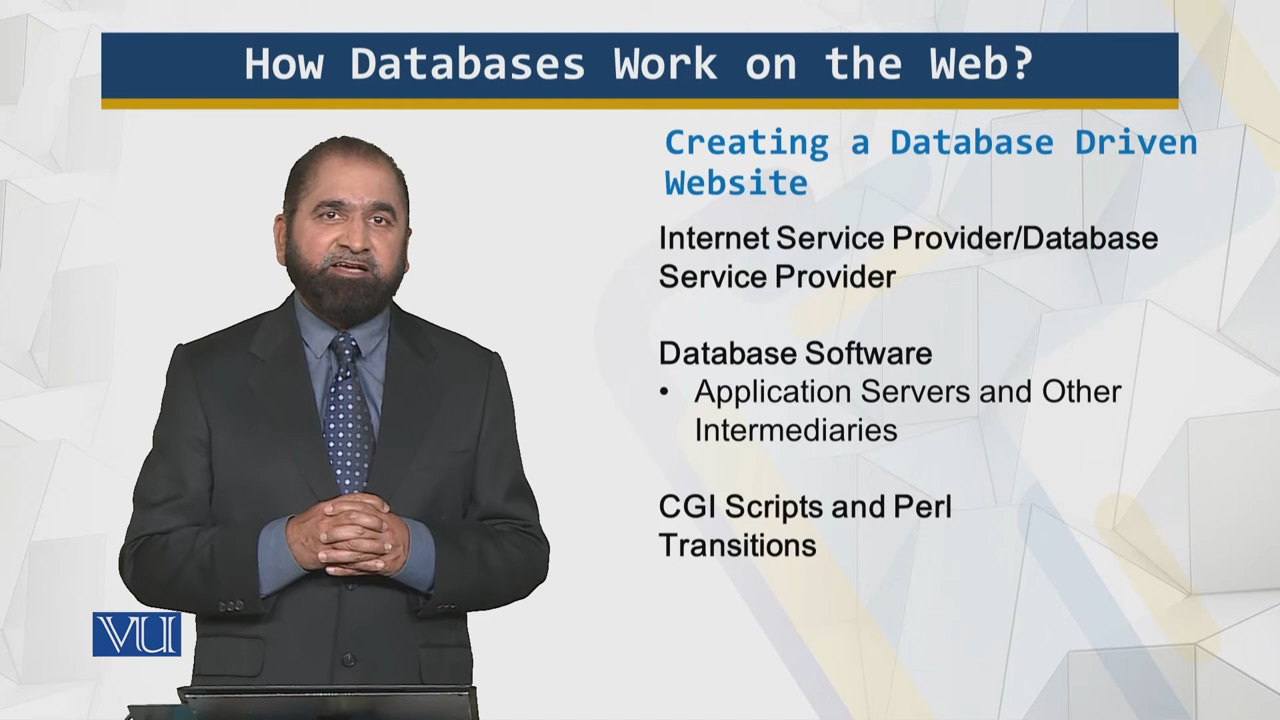 How Databases Work on the Web?
Creating a Database Driven
Website
Internet Service Provider/Database
Service Provider
Database Software
• Application Servers and Other
Intermediaries
CGI Scripts and Perl
Transitions
VU